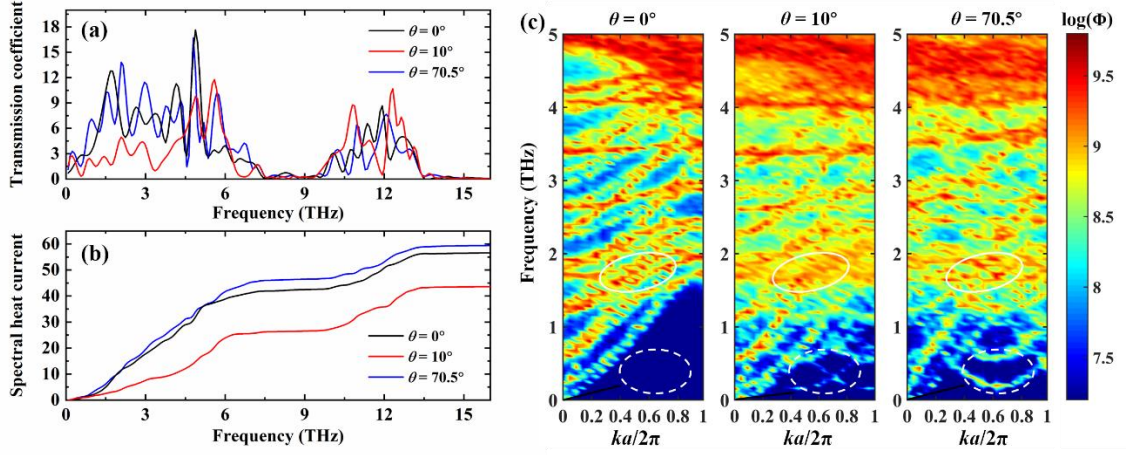 (a)
Transmission coefficient
18
15
12
9
6
3
0
θ = 0°
θ = 10°
θ = 70.5°
0 3 6 9 12 15
Frequency (THz)
(b)
Spectral heat current
60
50
40
30
20
10
0
θ = 0°
θ = 10°
θ = 70.5°
0 3 6 9 12 15
Frequency (THz)
(c)
θ = 0° θ = 10° θ = 70.5° log(Φ)
Frequency (THz)
5
4
3
2
1
0
0 0.2 0.4 0.6 0.8 1
ka/2π
5
4
3
2
1
0
0 0.2 0.4 0.6 0.8 1
ka/2π
5
4
3
2
1
0
0 0.2 0.4 0.6 0.8 1
ka/2π
9.5
9
8.5
8
7.5